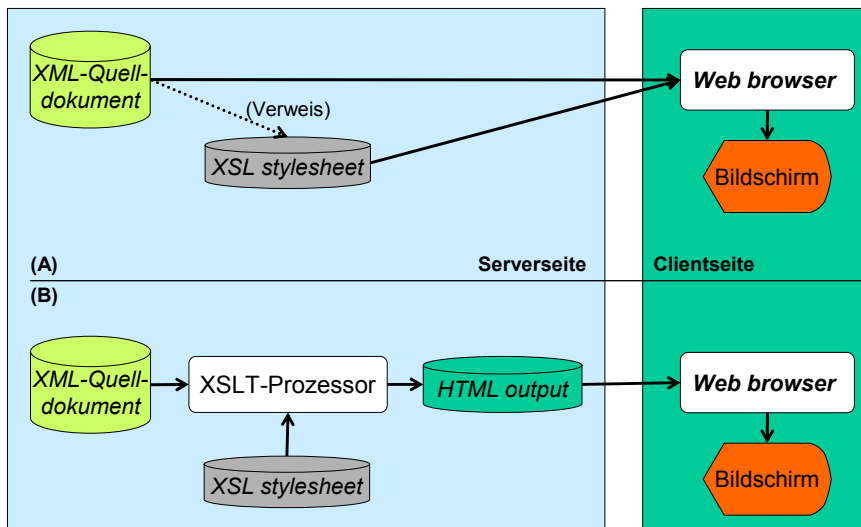 XML-Quell-
dokument
(Verweis)
XSL stylesheet
Web browser
Bildschirm
(A)
Serverseite
Clientseite
(B)
XML-Quell-
dokument
XSLT-Prozessor
HTML output
XSL stylesheet
Web browser
Bildschirm